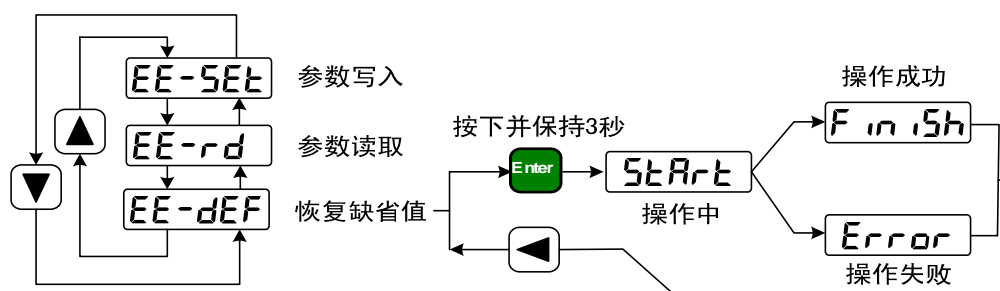 EE-SEt 参数写入
EE-rd 参数读取
EE-dEF 恢复缺省值
按下并保持3秒
Enter
StArt
操作中
操作成功
FiniSh
Error
操作失败